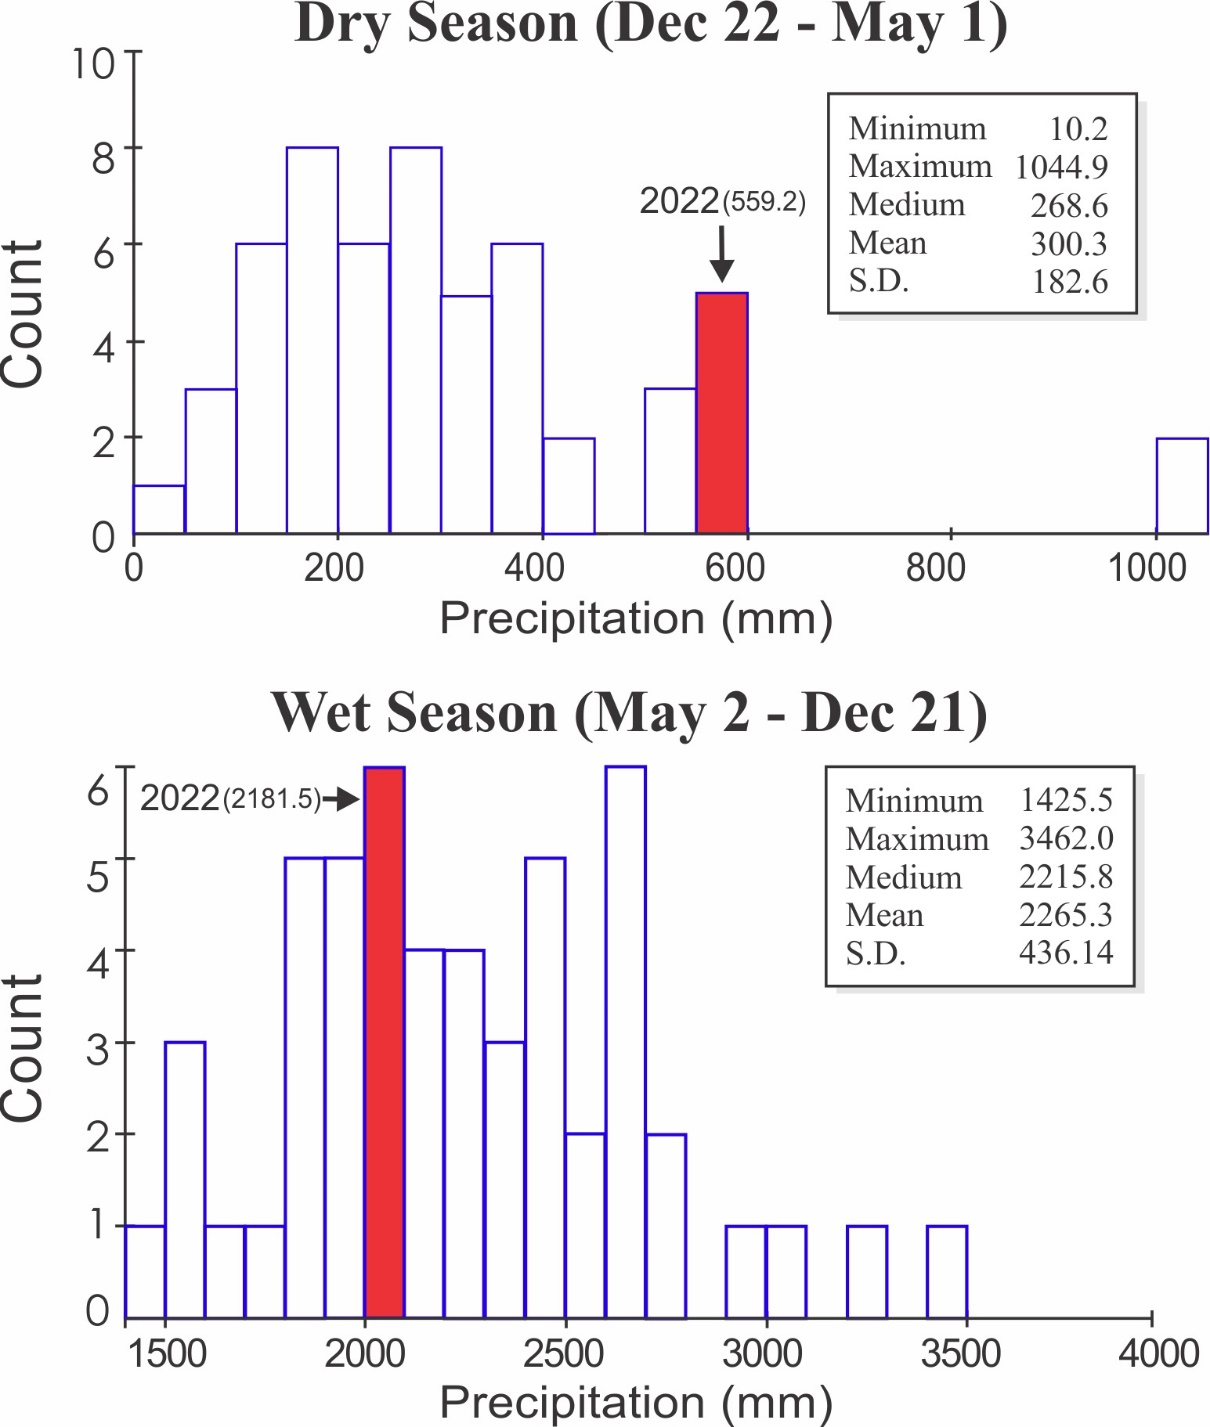 Dry Season (Dec 22 - May 1)
10
8
6
4
2
0
Count
2022(559.2)
Minimum 10.2
Maximum 1044.9
Medium 268.6
Mean 300.3
S.D. 182.6
0 200 400 600 800 1000
Precipitation (mm)
Wet Season (May 2 - Dec 21)
6
5
4
3
2
1
0
Count
2022(2181.5)
Minimum 1425.5
Maximum 3462.0
Medium 2215.8
Mean 2265.3
S.D. 436.14
1500 2000 2500 3000 3500 4000
Precipitation (mm)